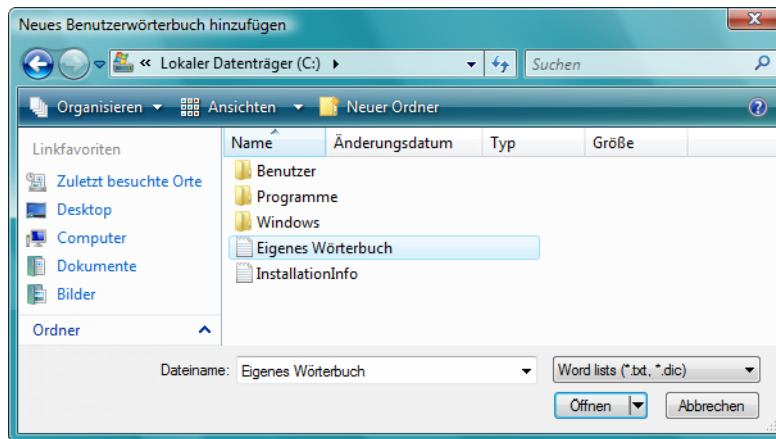 Neues Benutzerwörterbuch hinzufügen
« Lokaler Datenträger (C:)
Suchen
Organisieren Ansichten Neuer Ordner
Linkfavoriten
Name Änderungsdatum Typ Größe
Zuletzt besuchte Orte
Desktop
Computer
Dokumente
Bilder
Ordner
Benutzer
Programme
Windows
Eigenes Wörterbuch
InstallationInfo
Dateiname: Eigenes Wörterbuch
Word lists (*.txt, *.dic)
Öffnen Abbrechen